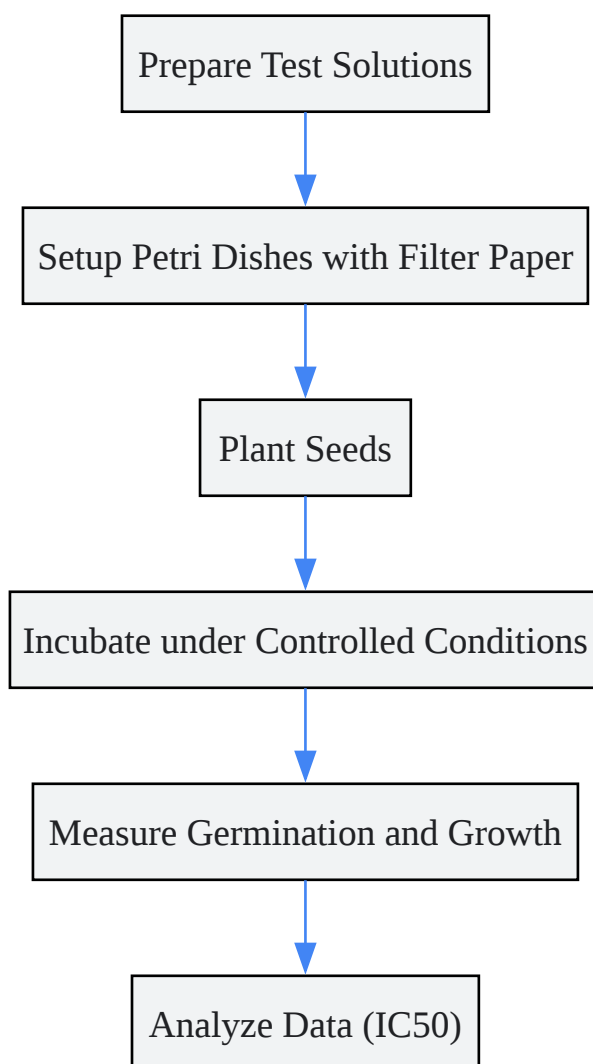 Prepare Test Solutions
Setup Petri Dishes with Filter Paper
Plant Seeds
Incubate under Controlled Conditions
Measure Germination and Growth
Analyze Data (IC50)